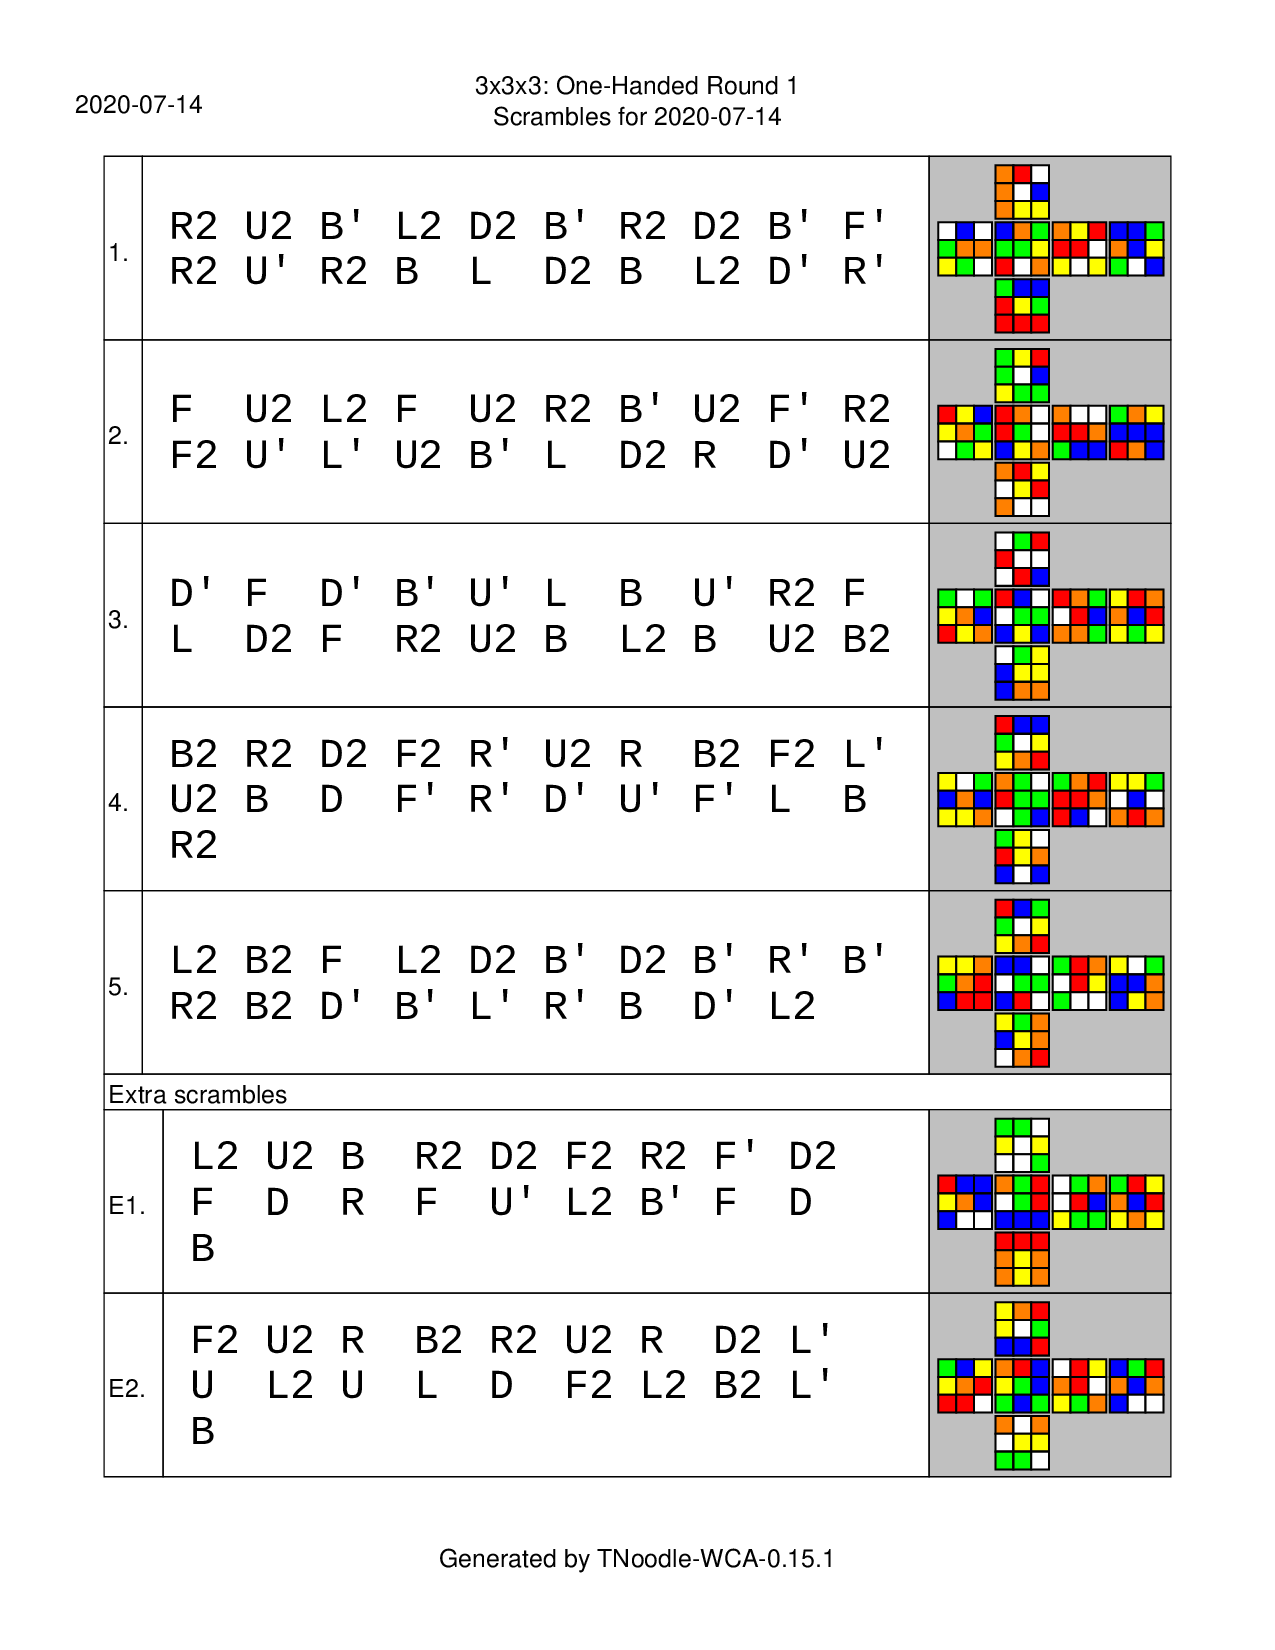 2020-07-14
3x3x3: One-Handed Round 1
Scrambles for 2020-07-14
1.
R2 U2 B' L2 D2 B' R2 D2 B' F'
R2 U' R2 B L D2 B L2 D' R'
2.
F U2 L2 F U2 R2 B' U2 F' R2
F2 U' L' U2 B' L D2 R D' U2
3.
D' F D' B' U' L B U' R2 F
L D2 F R2 U2 B L2 B U2 B2
4.
B2 R2 D2 F2 R' U2 R B2 F2 L'
U2 B D F' R' D' U' F' L B
R2
5.
L2 B2 F L2 D2 B' D2 B' R' B'
R2 B2 D' B' L' R' B D' L2
Extra scrambles
E1.
L2 U2 B R2 D2 F2 R2 F' D2
F D R F U' L2 B' F D
B
E2.
F2 U2 R B2 R2 U2 R D2 L'
U L2 U L D F2 L2 B2 L'
B
Generated by TNoodle-WCA-0.15.1